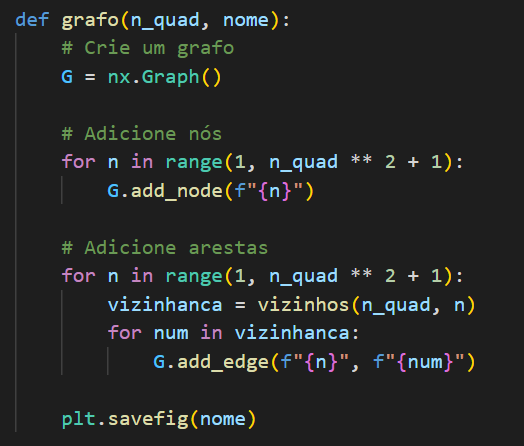 def grafo(n_quad, nome):
    # Crie um grafo
    G = nx.Graph()

    # Adicione nós
    for n in range(1, n_quad ** 2 + 1):
        G.add_node(f"{n}")

    # Adicione arestas
    for n in range(1, n_quad ** 2 + 1):
        vizinhanca = vizinhos(n_quad, n)
        for num in vizinhanca:
            G.add_edge(f"{n}", f"{num}")

    plt.savefig(nome)